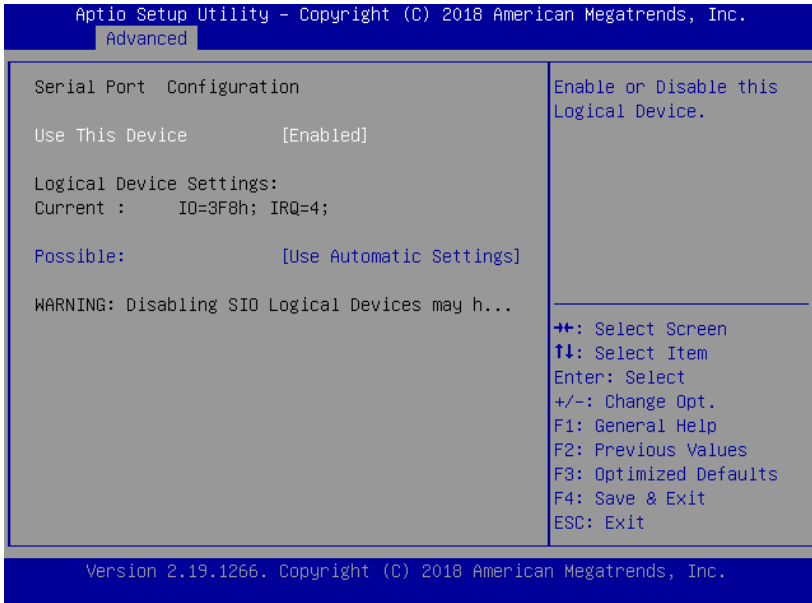 Aptio Setup Utility – Copyright (C) 2018 American Megatrends, Inc.
Advanced
Serial Port  Configuration
Use This Device [Enabled]
Logical Device Settings:
Current : IO=3F8h; IRQ=4;
Possible: [Use Automatic Settings]
WARNING: Disabling SIO Logical Devices may h...
Enable or Disable this
Logical Device.
→←: Select Screen
↑↓: Select Item
Enter: Select
+/-: Change Opt.
F1: General Help
F2: Previous Values
F3: Optimized Defaults
F4: Save & Exit
ESC: Exit
Version 2.19.1266. Copyright (C) 2018 American Megatrends, Inc.